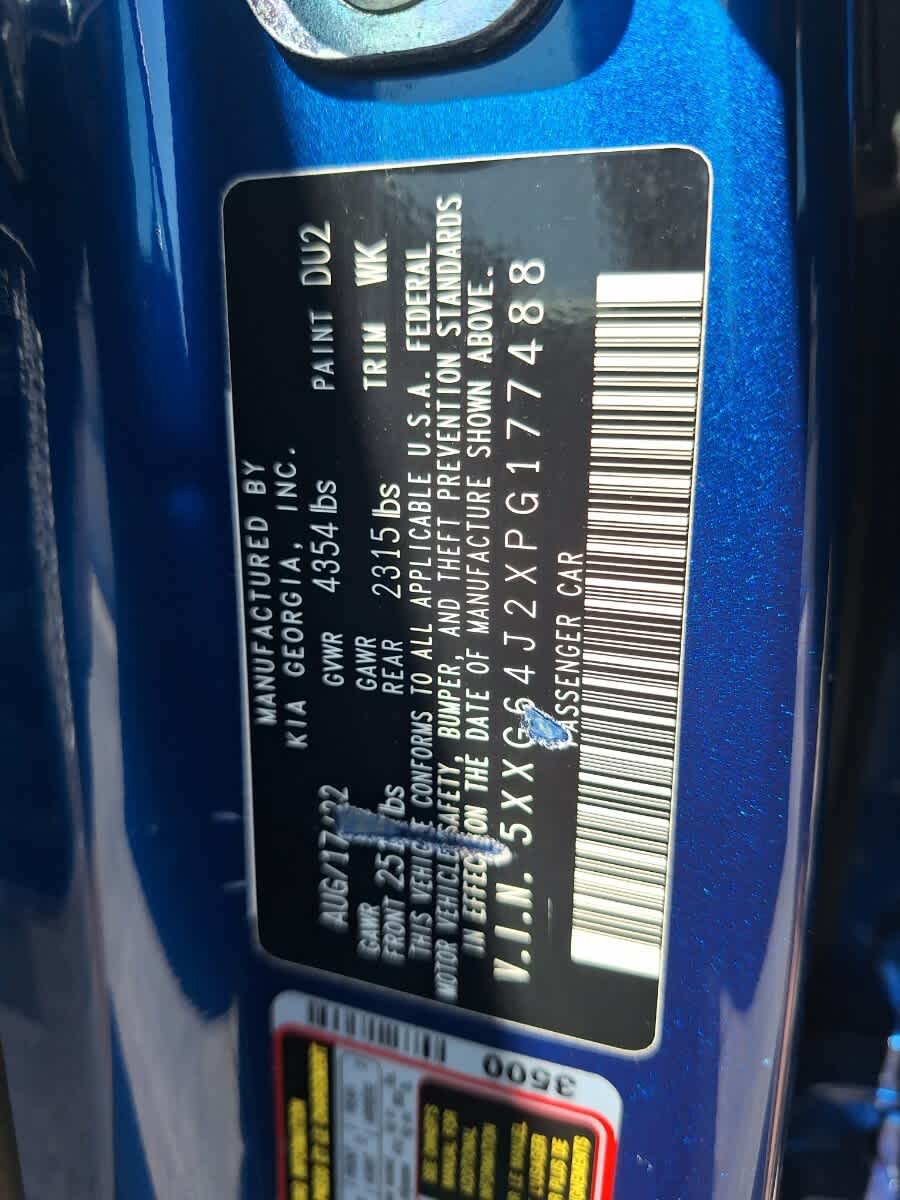 MANUFACTURED BY
KIA GEORGIA, INC.
AUG/17/22 GVWR 4354 lbs PAINT DU2
GAWR FRONT lbs GAWR REAR 2315 lbs TRIM WK
THIS VEHICLE CONFORMS TO ALL APPLICABLE U.S.A. FEDERAL
MOTOR VEHICLE SAFETY, BUMPER, AND THEFT PREVENTION STANDARDS
IN EFFECT ON THE DATE OF MANUFACTURE SHOWN ABOVE.
V.I.N. 5XXG64J2XPG177488
PASSENGER CAR
3500